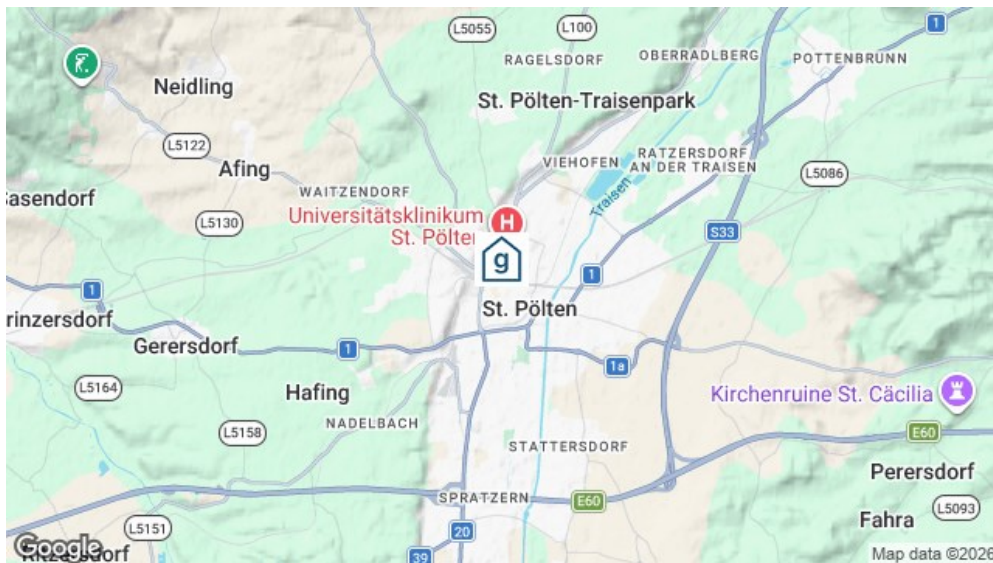 L5055
L100
1
RAGELSDORF
OBERRADLBERG
POTTENBRUNN
Neidling
St. Pölten-Traisenpark
L5122
Afing
VIEHOFEN
RATZERSDORF
AN DER TRAISEN
L5086
WAITZENDORF
Traisen
L5130
Universitätsklinikum
St. Pölten
H
S33
g
1
1
St. Pölten
Gerersdorf
1
1a
L5164
Hafing
Kirchenruine St. Cäcilia
NADELBACH
L5158
STATTERSDORF
E60
Perersdorf
SPRATZERN
E60
L5093
Fahra
L5151
20
Google
39
Map data ©2026